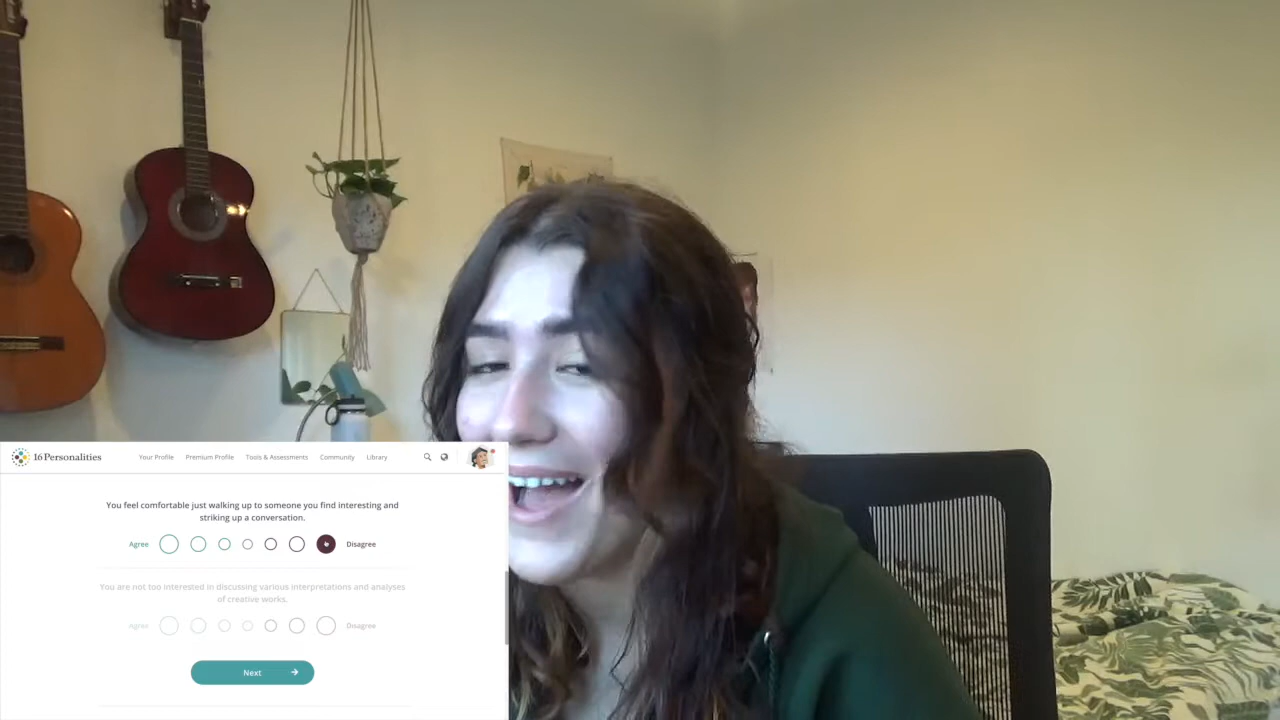 16Personalities
Your Profile Premium Profile Tools & Assessments Community Library
You feel comfortable just walking up to someone you find interesting and
striking up a conversation.
Agree Disagree
You are not too interested in discussing various interpretations and analyses
of creative works.
Agree Disagree
Next